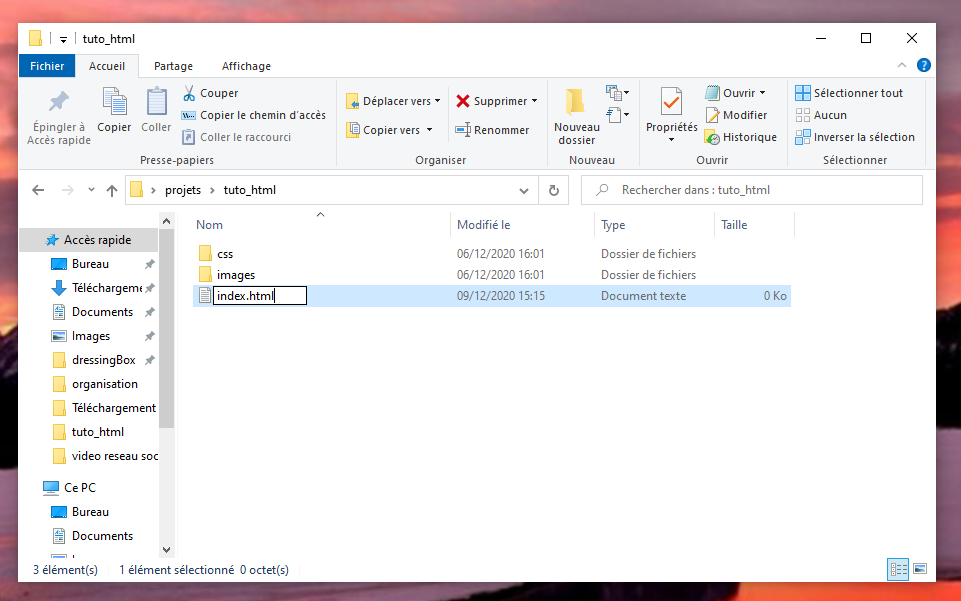 tuto_html
Fichier Accueil Partage Affichage
Épingler à
Accès rapide
Copier
Coller
Couper
Copier le chemin d'accès
Coller le raccourci
Presse-papiers
Déplacer vers
Copier vers
Supprimer
Renommer
Organiser
Nouveau
dossier
Nouveau
Propriétés
Ouvrir
Modifier
Historique
Ouvrir
Sélectionner tout
Aucun
Inverser la sélection
Sélectionner
projets tuto_html
Rechercher dans : tuto_html
Accès rapide
Bureau
Téléchargeme
Documents
Images
dressingBox
organisation
Téléchargement
tuto_html
video reseau soc
Ce PC
Bureau
Documents
Nom Modifié le Type Taille
css 06/12/2020 16:01 Dossier de fichiers
images 06/12/2020 16:01 Dossier de fichiers
index.html 09/12/2020 15:15 Document texte 0 Ko
3 élément(s) 1 élément sélectionné 0 octet(s)